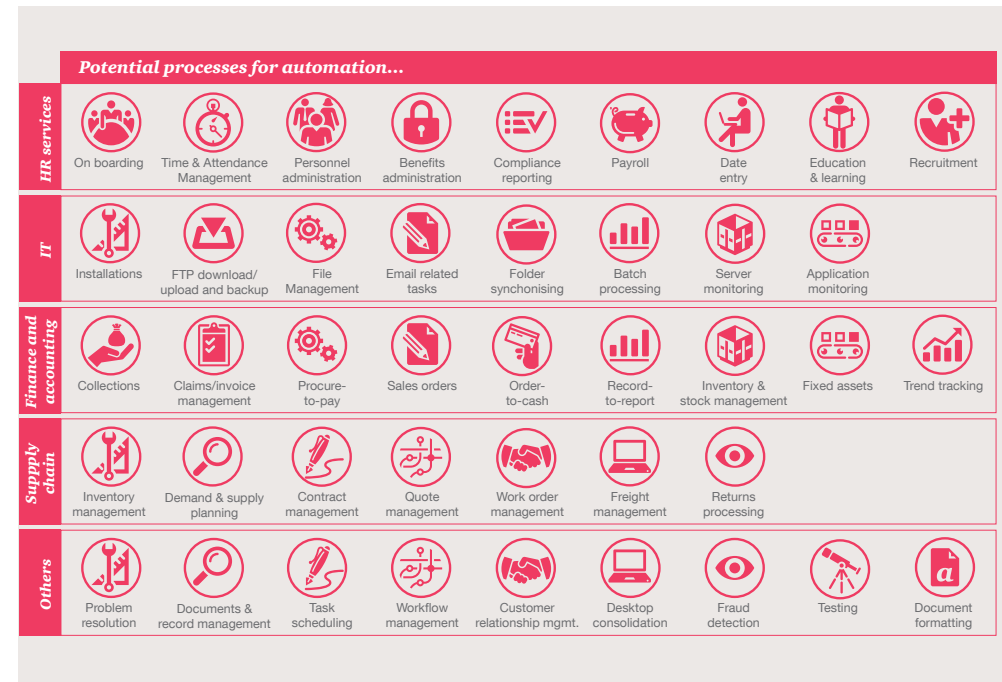 Potential processes for automation...
HR services
On boarding
Time & Attendance
Management
Personnel
administration
Benefits
administration
Compliance
reporting
Payroll
Date
entry
Education
& learning
Recruitment
IT
Installations
FTP download/
upload and backup
File
Management
Email related
tasks
Folder
synchonising
Batch
processing
Server
monitoring
Application
monitoring
Finance and
accounting
Collections
Claims/invoice
management
Procure-
to-pay
Sales orders
Order-
to-cash
Record-
to-report
Inventory &
stock management
Fixed assets
Trend tracking
Suppply
chain
Inventory
management
Demand & supply
planning
Contract
management
Quote
management
Work order
management
Freight
management
Returns
processing
Others
Problem
resolution
Documents &
record management
Task
scheduling
Workflow
management
Customer
relationship mgmt.
Desktop
consolidation
Fraud
detection
Testing
a
Document
formatting